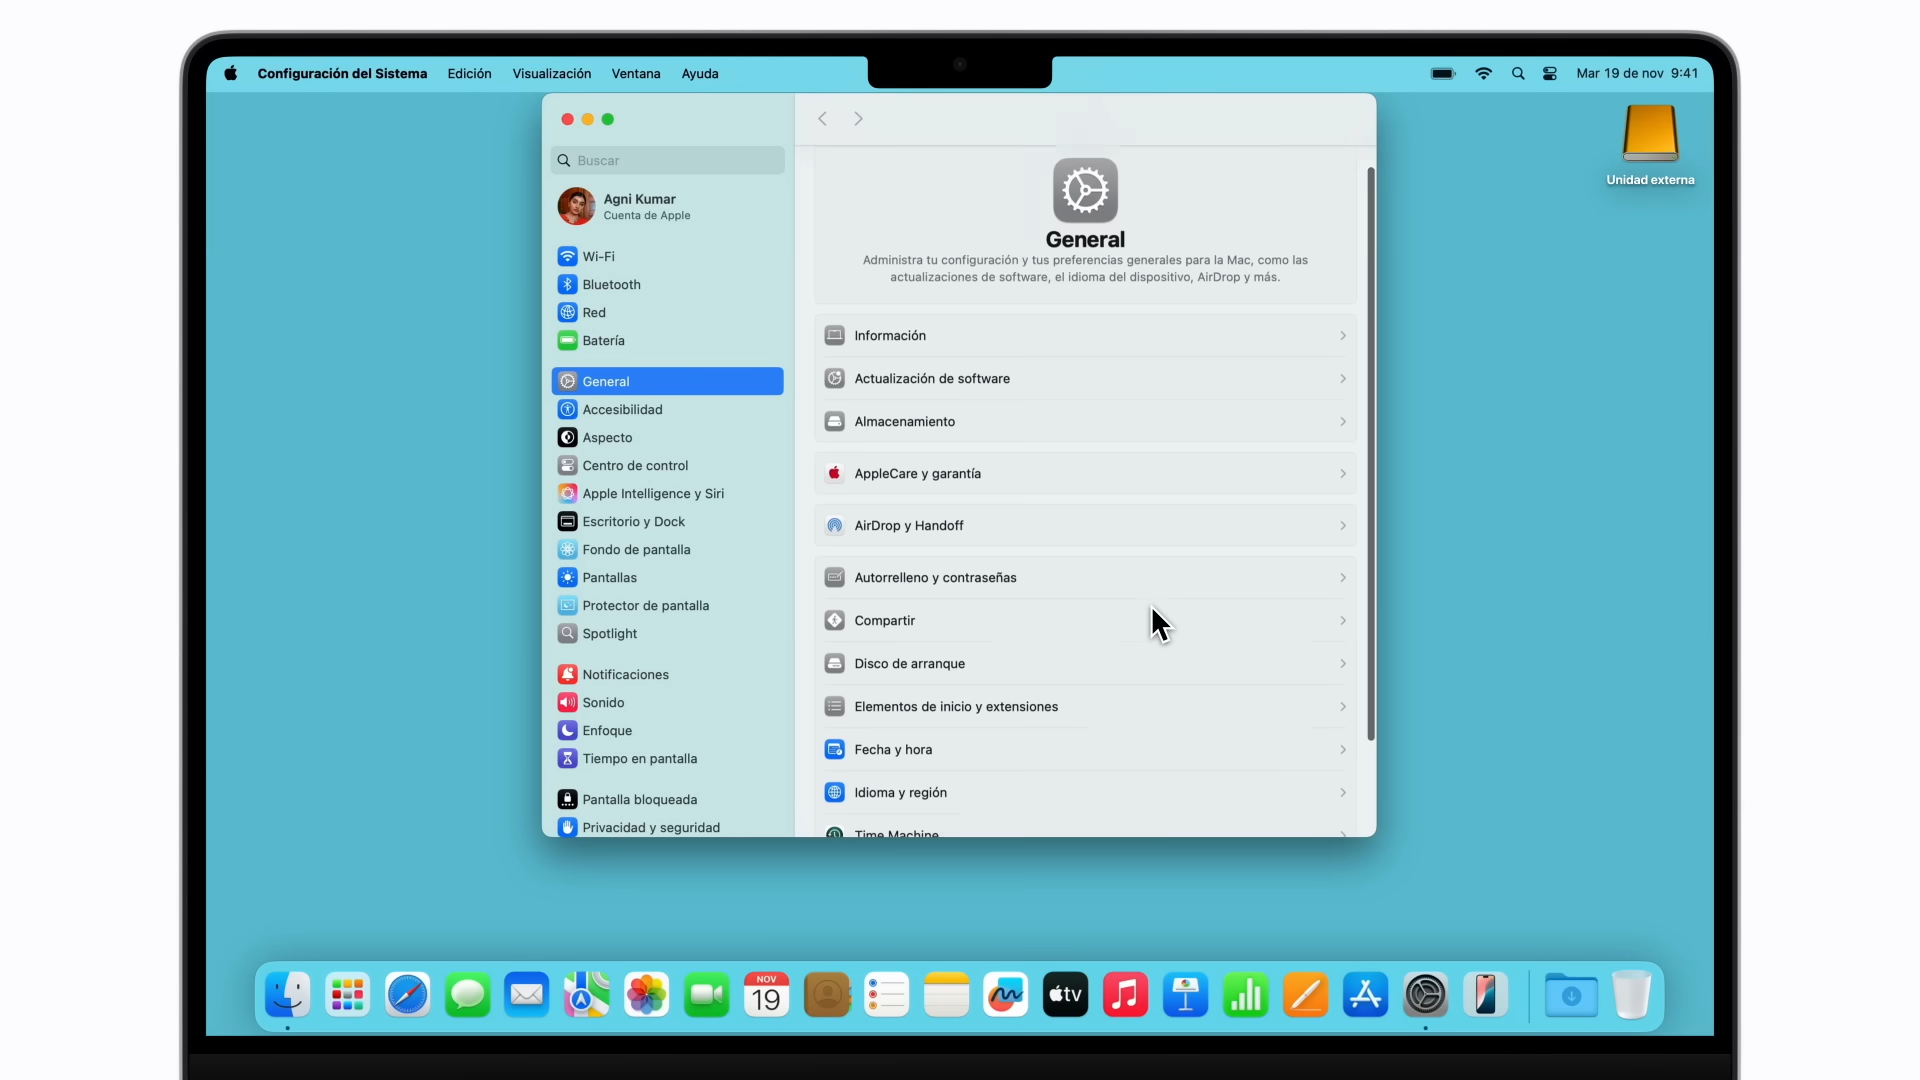 Configuración del Sistema Edición Visualización Ventana Ayuda
Mar 19 de nov 9:41
Unidad externa
Buscar
Agni Kumar
Cuenta de Apple
Wi-Fi
Bluetooth
Red
Batería
General
Accesibilidad
Aspecto
Centro de control
Apple Intelligence y Siri
Escritorio y Dock
Fondo de pantalla
Pantallas
Protector de pantalla
Spotlight
Notificaciones
Sonido
Enfoque
Tiempo en pantalla
Pantalla bloqueada
Privacidad y seguridad
General
Administra tu configuración y tus preferencias generales para la Mac, como las
actualizaciones de software, el idioma del dispositivo, AirDrop y más.
Información
Actualización de software
Almacenamiento
AppleCare y garantía
AirDrop y Handoff
Autorrelleno y contraseñas
Compartir
Disco de arranque
Elementos de inicio y extensiones
Fecha y hora
Idioma y región
Time Machine
NOV
19
tv